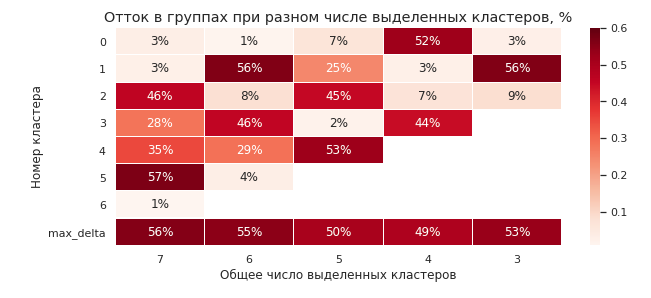 Отток в группах при разном числе выделенных кластеров, %
0 3% 1% 7% 52% 3%
1 3% 56% 25% 3% 56%
2 46% 8% 45% 7% 9%
3 28% 46% 2% 44%
4 35% 29% 53%
5 57% 4%
6 1%
max_delta 56% 55% 50% 49% 53%
7 6 5 4 3
Общее число выделенных кластеров
Номер кластера
0.6
0.5
0.4
0.3
0.2
0.1